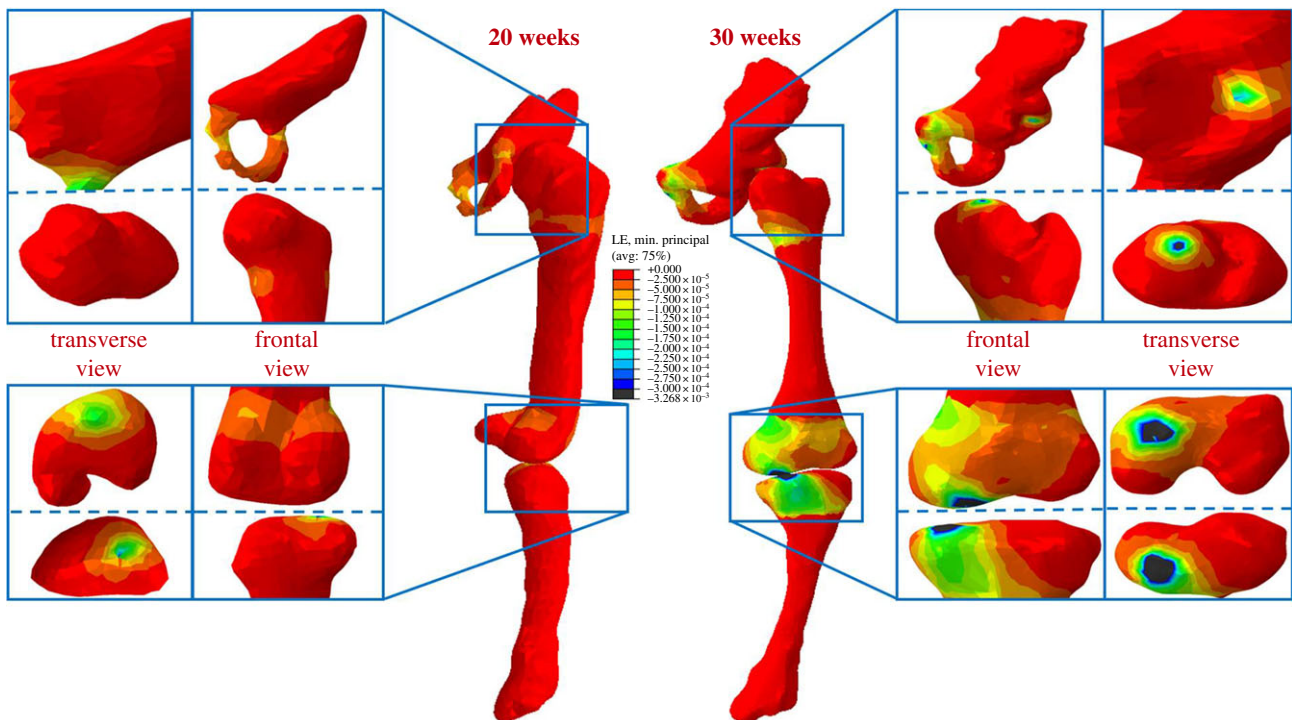 20 weeks
30 weeks
LE, min. principal
(avg: 75%)
+0.000
−2.500 × 10⁻⁵
−5.000 × 10⁻⁵
−7.500 × 10⁻⁵
−1.000 × 10⁻⁴
−1.250 × 10⁻⁴
−1.500 × 10⁻⁴
−1.750 × 10⁻⁴
−2.000 × 10⁻⁴
−2.250 × 10⁻⁴
−2.500 × 10⁻⁴
−2.750 × 10⁻⁴
−3.000 × 10⁻⁴
−3.268 × 10⁻³
transverse
view
frontal
view
frontal
view
transverse
view